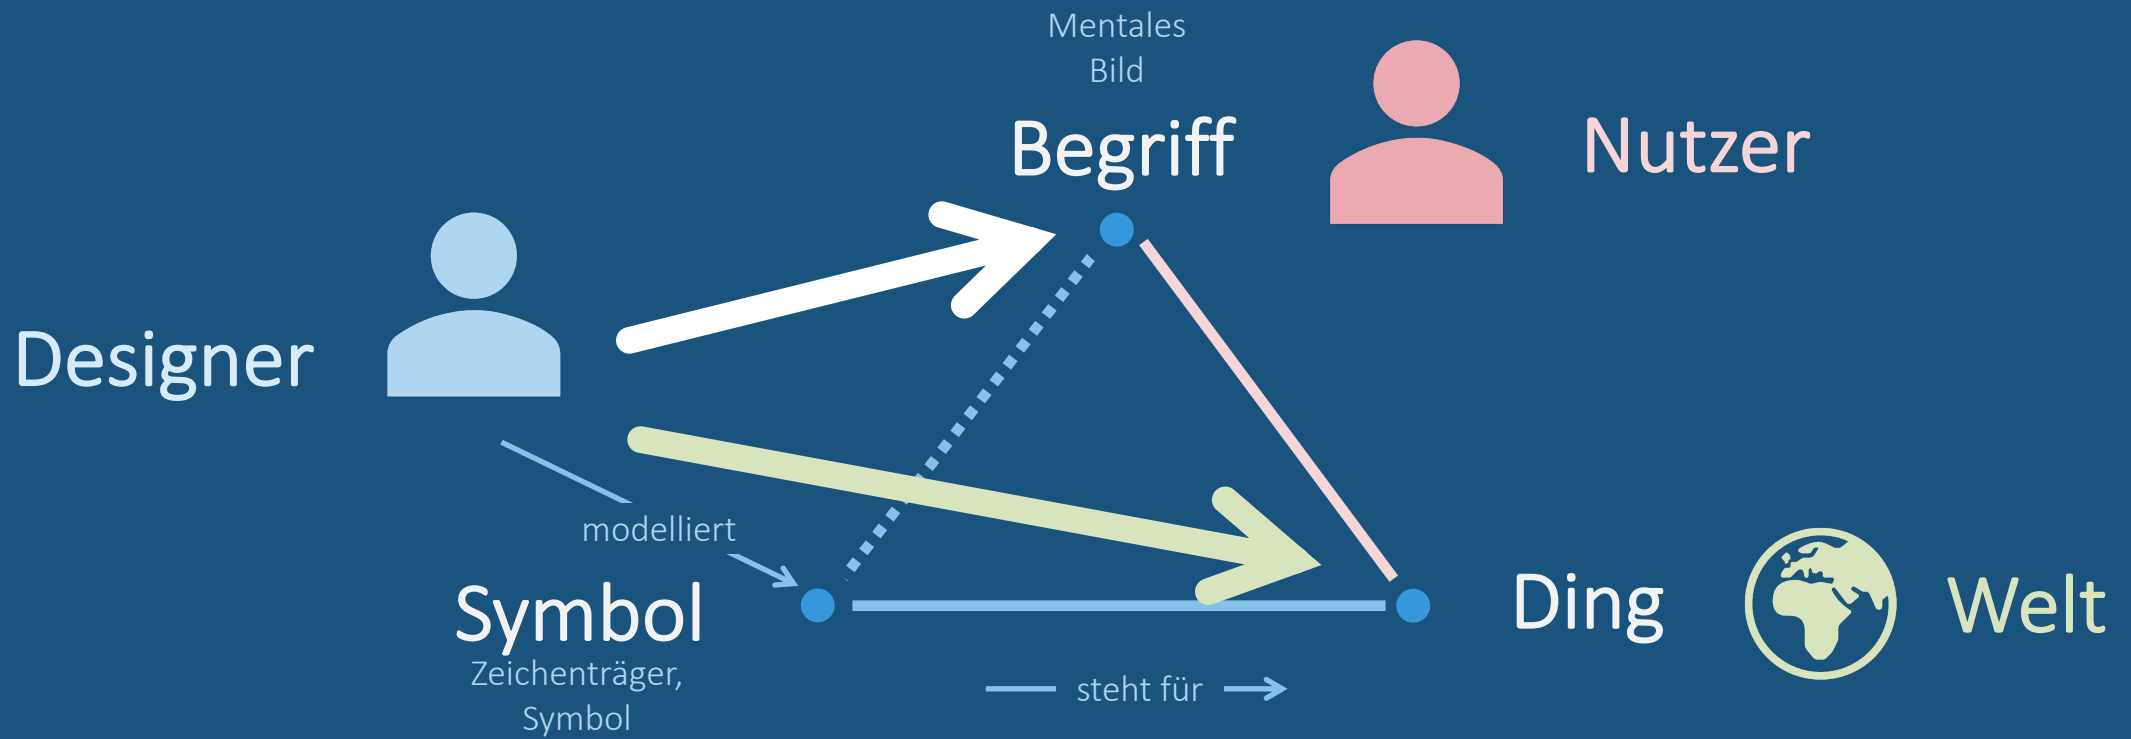 Mentales
Bild
Begriff
Nutzer
Designer
modelliert
Symbol
Zeichenträger,
Symbol
steht für
Ding
Welt